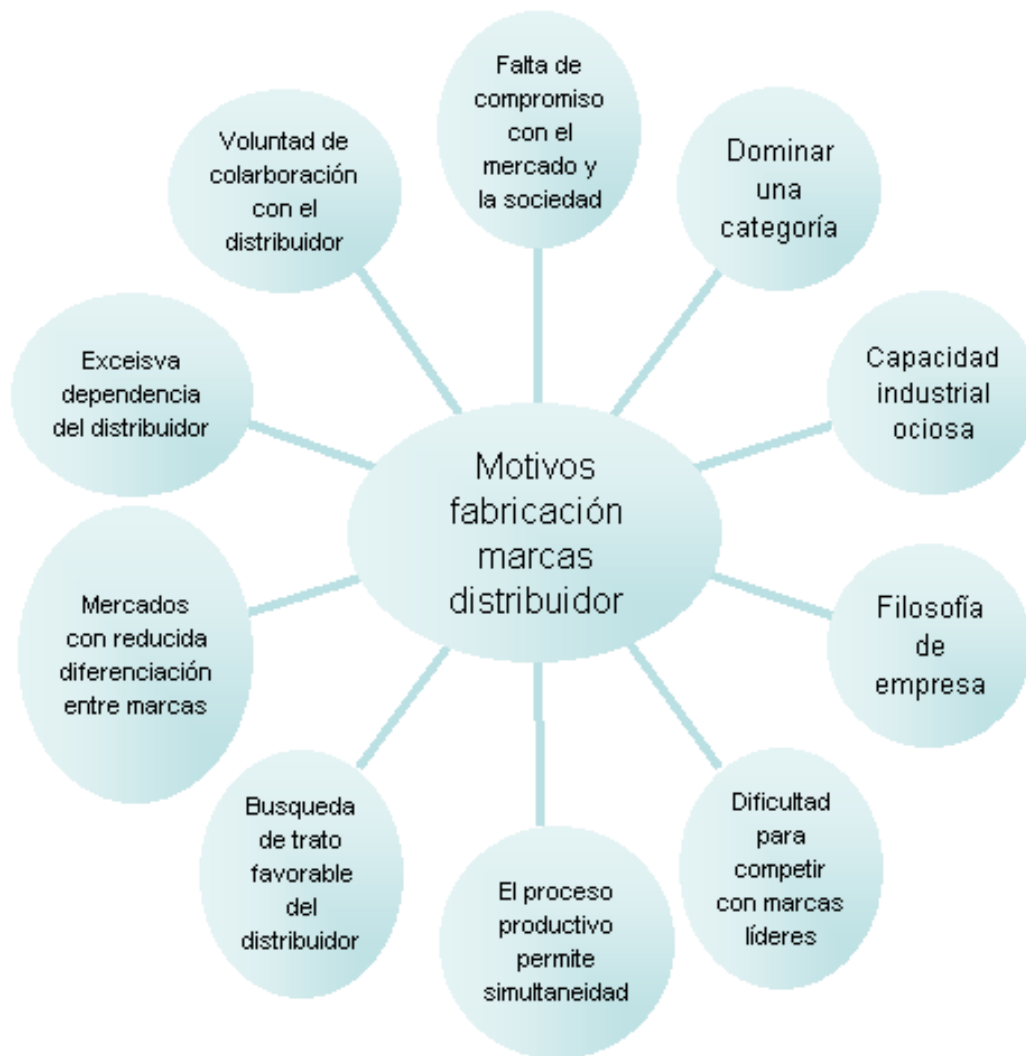 Motivos
fabricación
marcas
distribuidor
Falta de
compromiso
con el
mercado y
la sociedad
Dominar
una
categoría
Capacidad
industrial
ociosa
Filosofía
de
empresa
Dificultad
para
competir
con marcas
líderes
El proceso
productivo
permite
simultaneidad
Busqueda
de trato
favorable
del
distribuidor
Mercados
con reducida
diferenciación
entre marcas
Exceisva
dependencia
del distribuidor
Voluntad de
colarboración
con el
distribuidor